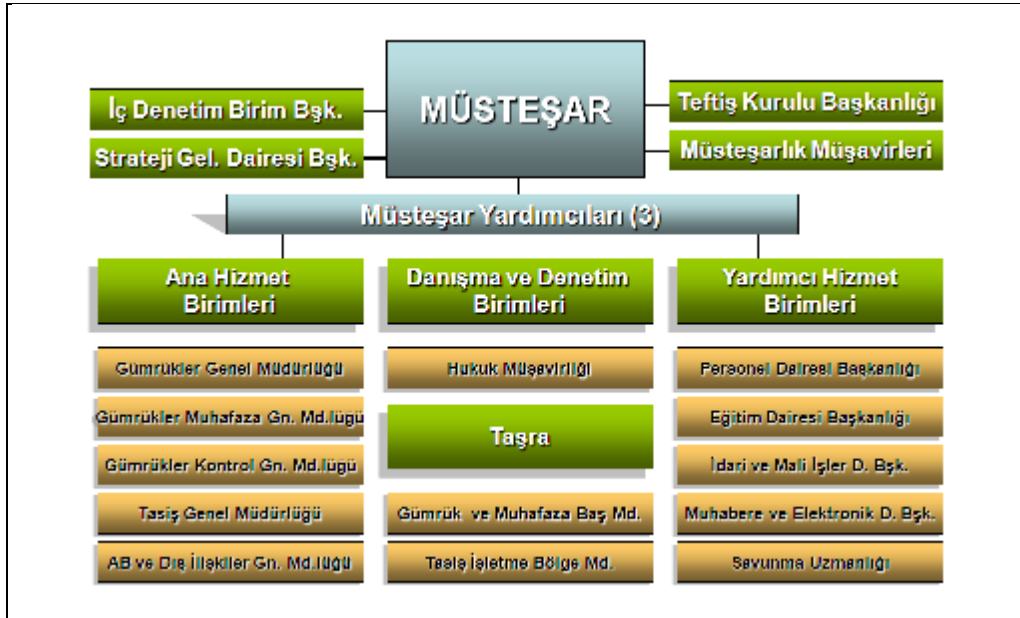 MÜSTEŞAR
İç Denetim Birim Bşk.
Strateji Gel. Dairesi Bşk.
Teftiş Kurulu Başkanlığı
Müsteşarlık Müşavirleri
Müsteşar Yardımcıları (3)
Ana Hizmet
Birimleri
Gümrükler Genel Müdürlüğü
Gümrükler Muhafaza Gn. Md.lüğü
Gümrükler Kontrol Gn. Md.lüğü
Tasiş Genel Müdürlüğü
AB ve Dış İlişkiler Gn. Md.lüğü
Danışma ve Denetim
Birimleri
Hukuk Müşavirliği
Taşra
Gümrük ve Muhafaza Baş Md.
Tasiş İşletme Bölge Md.
Yardımcı Hizmet
Birimleri
Personel Dairesi Başkanlığı
Eğitim Dairesi Başkanlığı
İdari ve Mali İşler D. Bşk.
Muhabere ve Elektronik D. Bşk.
Savunma Uzmanlığı